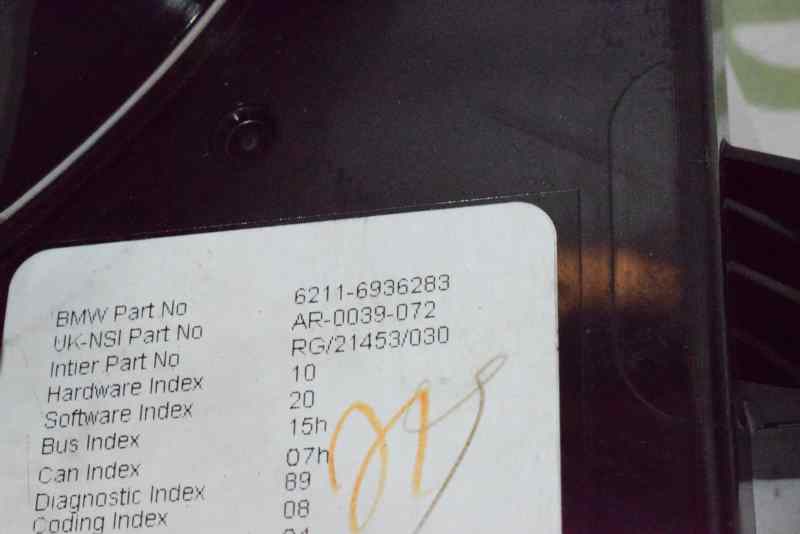 BMW Part No 6211-6936283
UK-NSI Part No AR-0039-072
Intier Part No RG/21453/030
Hardware Index 10
Software Index 20
Bus Index 15h
Can Index 07h
Diagnostic Index 89
Coding Index 08